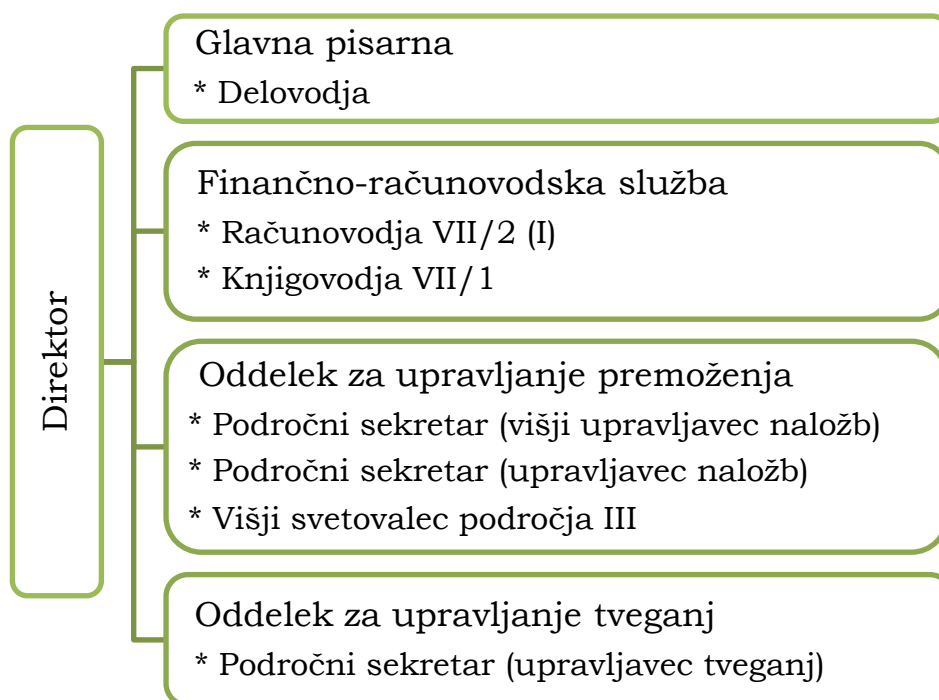 Direktor
Glavna pisarna
* Delovodja
Finančno-računovodska služba
* Računovodja VII/2 (I)
* Knjigovodja VII/1
Oddelek za upravljanje premoženja
* Področni sekretar (višji upravljavec naložb)
* Področni sekretar (upravljavec naložb)
* Višji svetovalec področja III
Oddelek za upravljanje tveganj
* Področni sekretar (upravljavec tveganj)